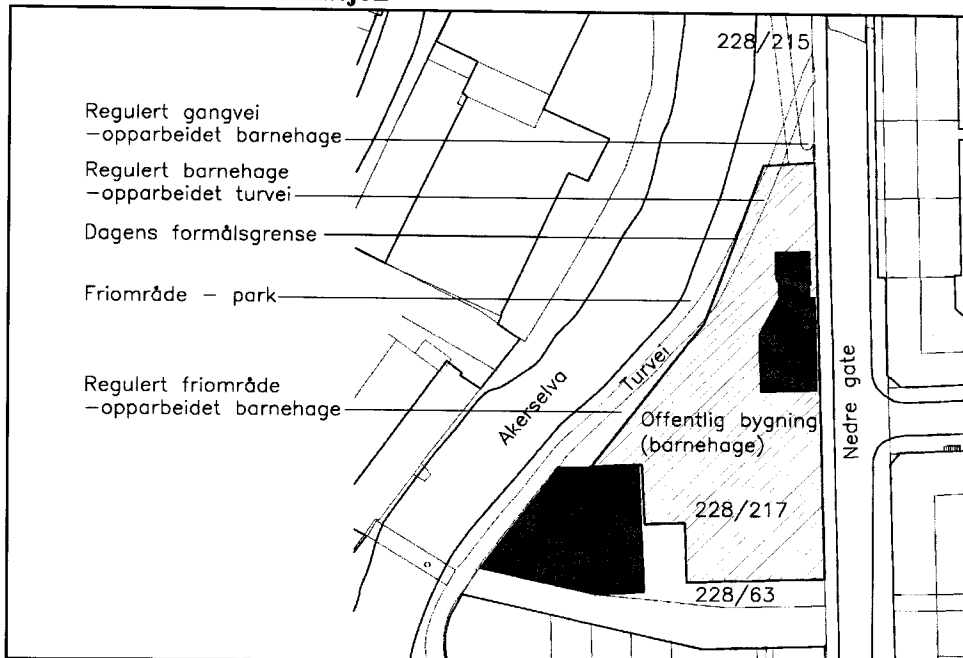 228/215
Regulert gangvei
-opparbeidet barnehage
Regulert barnehage
-opparbeidet turvei
Dagens formålsgrense
Friområde - park
Regulert friområde
-opparbeidet barnehage
Akerselva
Turvei
Nedre gate
Offentlig bygning
(barnehage)
228/217
228/63